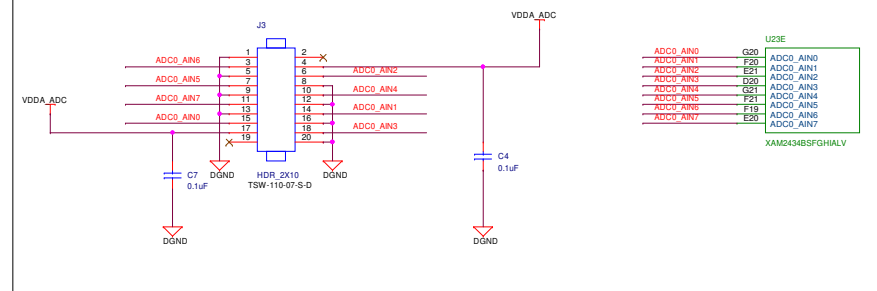 VDDA_ADC
J3
1 2
ADC0_AIN6 3 4
5 6 ADC0_AIN2
ADC0_AIN5 7 8
9 10 ADC0_AIN4
ADC0_AIN7 11 12
13 14 ADC0_AIN1
ADC0_AIN0 15 16
17 18 ADC0_AIN3
19 20
VDDA_ADC
C7
0.1uF
DGND
DGND
HDR_2X10
TSW-110-07-S-D
DGND
C4
0.1uF
DGND
U23E
ADC0_AIN0 G20 ADC0_AIN0
ADC0_AIN1 F20 ADC0_AIN1
ADC0_AIN2 E21 ADC0_AIN2
ADC0_AIN3 D20 ADC0_AIN3
ADC0_AIN4 G21 ADC0_AIN4
ADC0_AIN5 F21 ADC0_AIN5
ADC0_AIN6 F19 ADC0_AIN6
ADC0_AIN7 E20 ADC0_AIN7
XAM2434BSFGHIALV